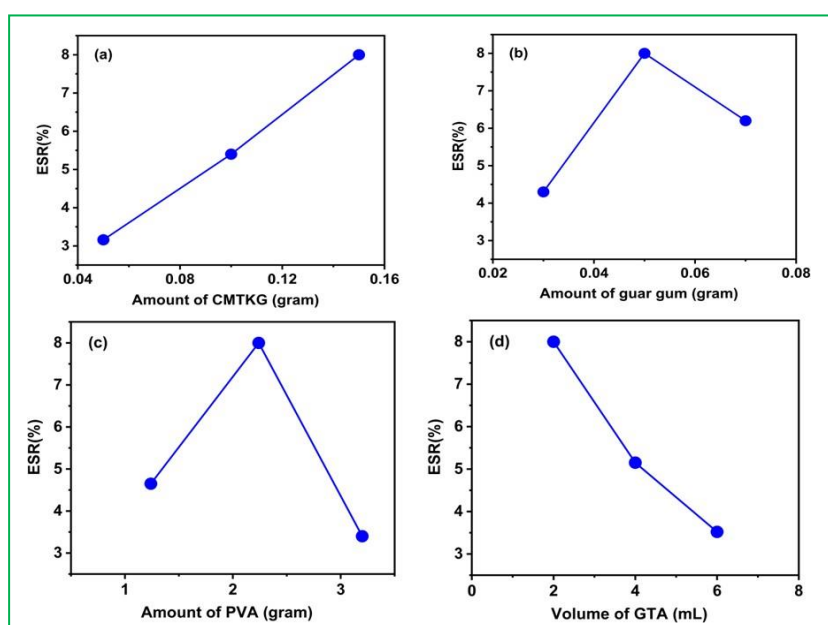 (a)
ESR(%)
8
7
6
5
4
3
0.04 0.08 0.12 0.16
Amount of CMTKG (gram)
(b)
ESR(%)
8
7
6
5
4
3
0.02 0.04 0.06 0.08
Amount of guar gum (gram)
(c)
ESR(%)
8
7
6
5
4
3
1 2 3
Amount of PVA (gram)
(d)
ESR(%)
8
7
6
5
4
3
0 2 4 6 8
Volume of GTA (mL)